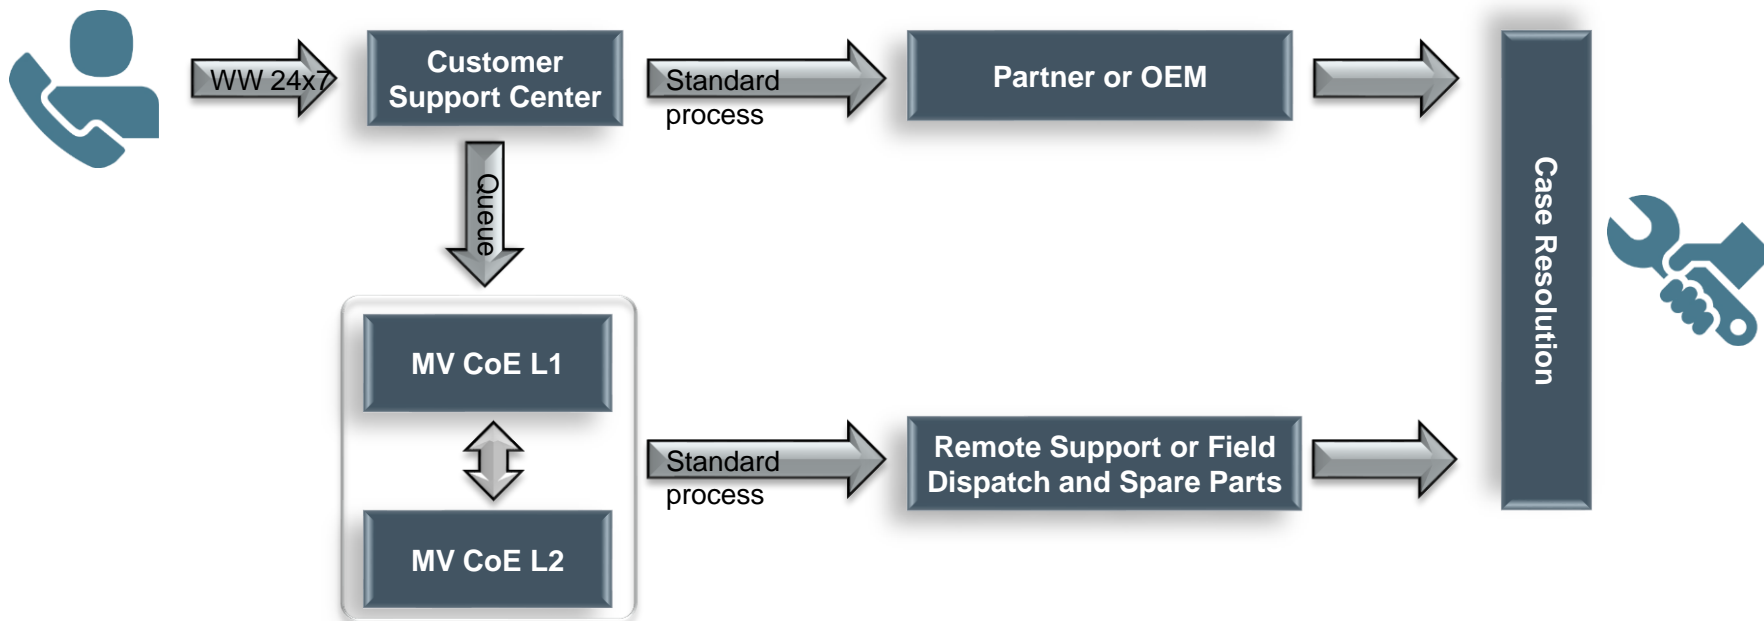 WW 24x7
Customer
Support Center
Standard
process
Partner or OEM
Queue
Case Resolution
MV CoE L1
MV CoE L2
Standard
process
Remote Support or Field
Dispatch and Spare Parts